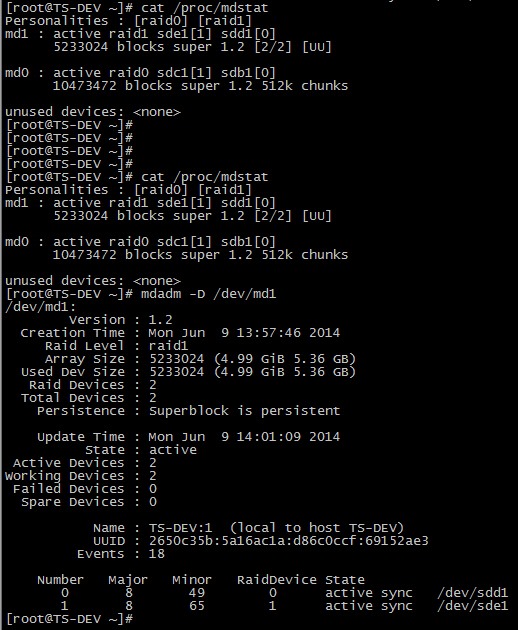 [root@TS-DEV ~]# cat /proc/mdstat
Personalities : [raid0] [raid1]
md1 : active raid1 sde1[1] sdd1[0]
      5233024 blocks super 1.2 [2/2] [UU]

md0 : active raid0 sdc1[1] sdb1[0]
      10473472 blocks super 1.2 512k chunks

unused devices: <none>
[root@TS-DEV ~]#
[root@TS-DEV ~]#
[root@TS-DEV ~]#
[root@TS-DEV ~]#
[root@TS-DEV ~]# cat /proc/mdstat
Personalities : [raid0] [raid1]
md1 : active raid1 sde1[1] sdd1[0]
      5233024 blocks super 1.2 [2/2] [UU]

md0 : active raid0 sdc1[1] sdb1[0]
      10473472 blocks super 1.2 512k chunks

unused devices: <none>
[root@TS-DEV ~]# mdadm -D /dev/md1
/dev/md1:
        Version : 1.2
  Creation Time : Mon Jun  9 13:57:46 2014
     Raid Level : raid1
     Array Size : 5233024 (4.99 GiB 5.36 GB)
  Used Dev Size : 5233024 (4.99 GiB 5.36 GB)
   Raid Devices : 2
  Total Devices : 2
    Persistence : Superblock is persistent

    Update Time : Mon Jun  9 14:01:09 2014
          State : active
 Active Devices : 2
Working Devices : 2
 Failed Devices : 0
  Spare Devices : 0

           Name : TS-DEV:1  (local to host TS-DEV)
           UUID : 2650c35b:5a16ac1a:d86c0ccf:69152ae3
         Events : 18

    Number   Major   Minor   RaidDevice State
       0       8       49        0      active sync   /dev/sdd1
       1       8       65        1      active sync   /dev/sde1
[root@TS-DEV ~]#